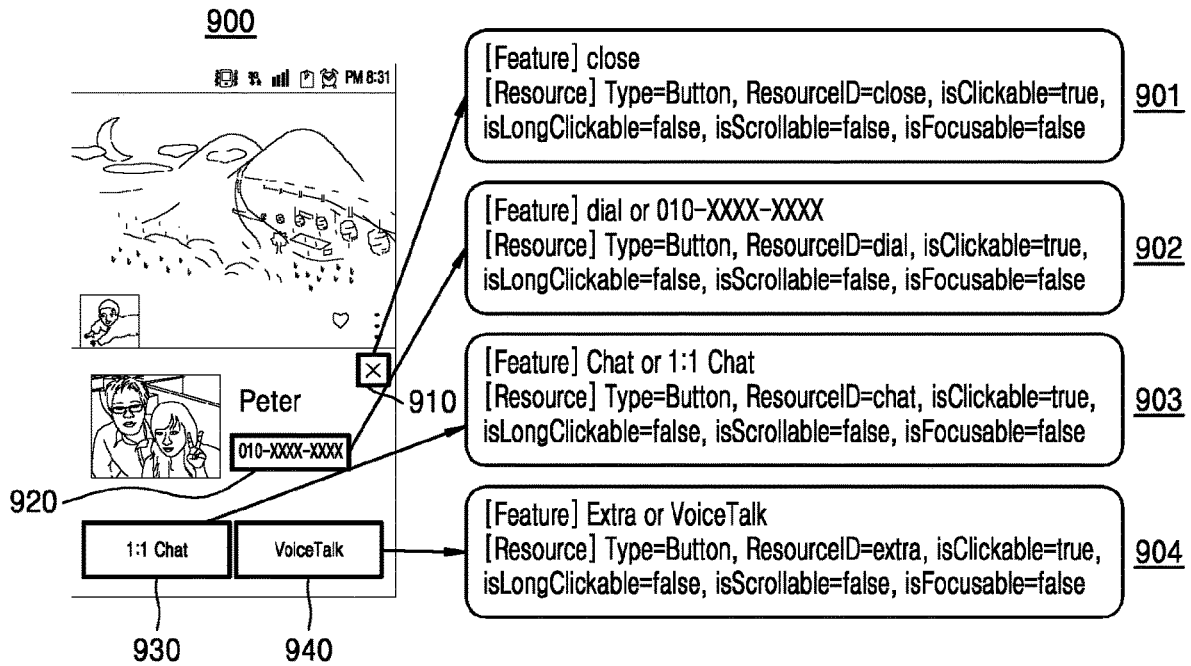 900
PM 8:31
[Feature] close
[Resource] Type=Button, ResourceID=close, isClickable=true,
isLongClickable=false, isScrollable=false, isFocusable=false
901
[Feature] dial or 010-XXXX-XXXX
[Resource] Type=Button, ResourceID=dial, isClickable=true,
isLongClickable=false, isScrollable=false, isFocusable=false
902
[Feature] Chat or 1:1 Chat
[Resource] Type=Button, ResourceID=chat, isClickable=true,
isLongClickable=false, isScrollable=false, isFocusable=false
903
Peter
910
010-XXXX-XXXX
920
[Feature] Extra or VoiceTalk
[Resource] Type=Button, ResourceID=extra, isClickable=true,
isLongClickable=false, isScrollable=false, isFocusable=false
904
1:1 Chat
VoiceTalk
930
940